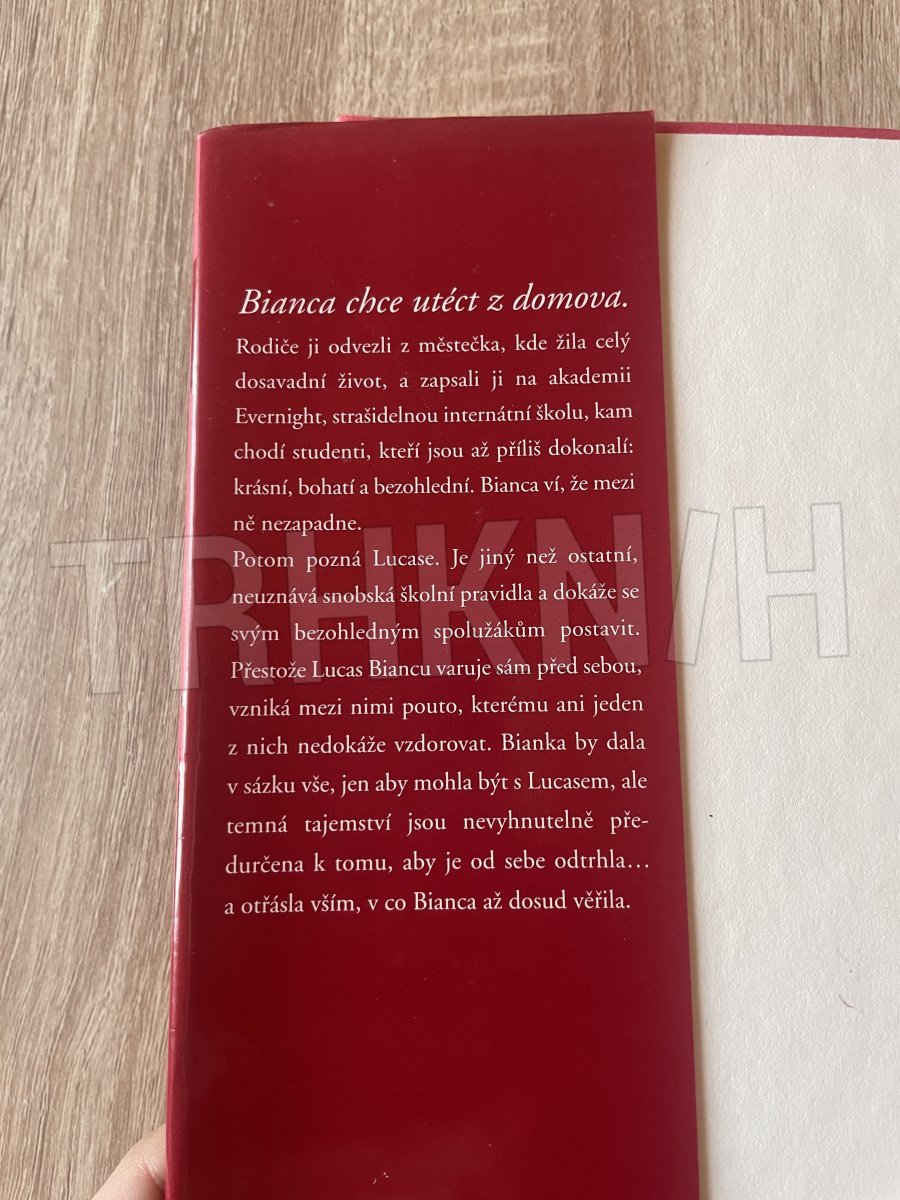 Bianca chce utéct z domova.
Rodiče ji odvezli z městečka, kde žila celý
dosavadní život, a zapsali ji na akademii
Evernight, strašidelnou internátní školu, kam
chodí studenti, kteří jsou až příliš dokonalí:
krásní, bohatí a bezohlední. Bianca ví, že mezi
ně nezapadne.
Potom pozná Lucase. Je jiný než ostatní,
neuznává snobská školní pravidla a dokáže se
svým bezohledným spolužákům postavit.
Přestože Lucas Biancu varuje sám před sebou,
vzniká mezi nimi pouto, kterému ani jeden
z nich nedokáže vzdorovat. Bianka by dala
v sázku vše, jen aby mohla být s Lucasem, ale
temná tajemství jsou nevyhnutelně pře-
durčena k tomu, aby je od sebe odtrhla...
a otřásla vším, v co Bianca až dosud věřila.
TRHKN/H